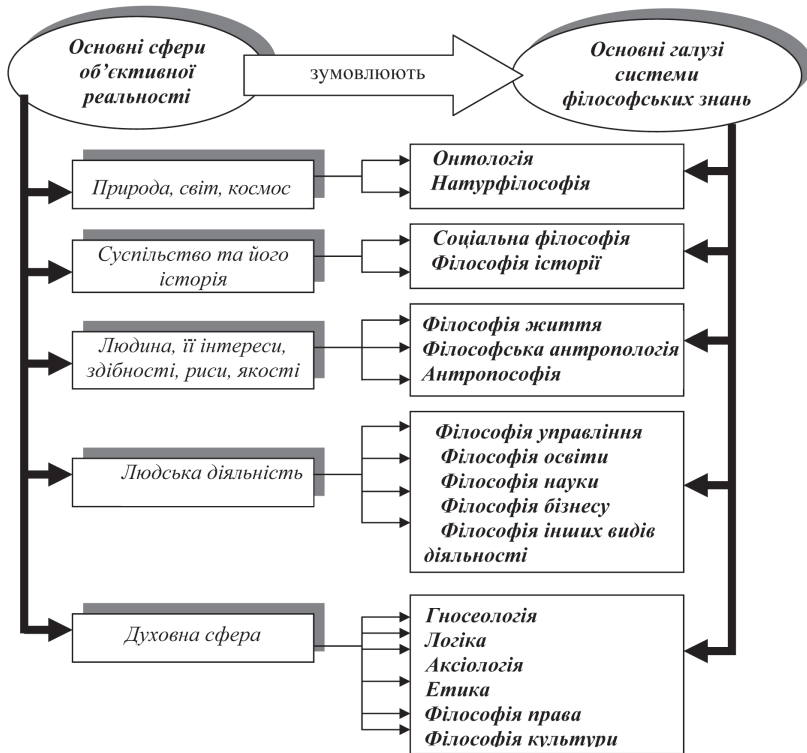 Основні сфери
об’єктивної
реальності
зумовлюють
Основні галузі
системи
філософських знань
Природа, світ, космос
Онтологія
Натурфілософія
Суспільство та його
історія
Соціальна філософія
Філософія історії
Людина, її інтереси,
здібності, риси, якості
Філософія життя
Філософська антропологія
Антропософія
Людська діяльність
Філософія управління
Філософія освіти
Філософія науки
Філософія бізнесу
Філософія інших видів
діяльності
Духовна сфера
Гносеологія
Логіка
Аксіологія
Етика
Філософія права
Філософія культури